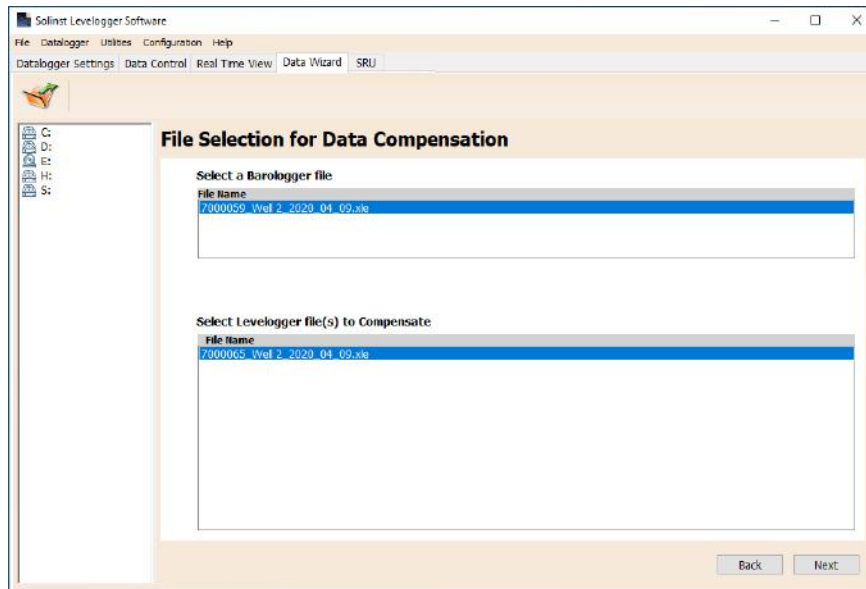 Solinst Levelogger Software
File Datalogger Utilities Configuration Help
Datalogger Settings Data Control Real Time View Data Wizard SRU
C:
D:
E:
H:
S:
File Selection for Data Compensation
Select a Barologger file
File Name
7000059_Well 2_2020_04_09.xle
Select Levelogger file(s) to Compensate
File Name
7000065_Well 2_2020_04_09.xle
Back Next